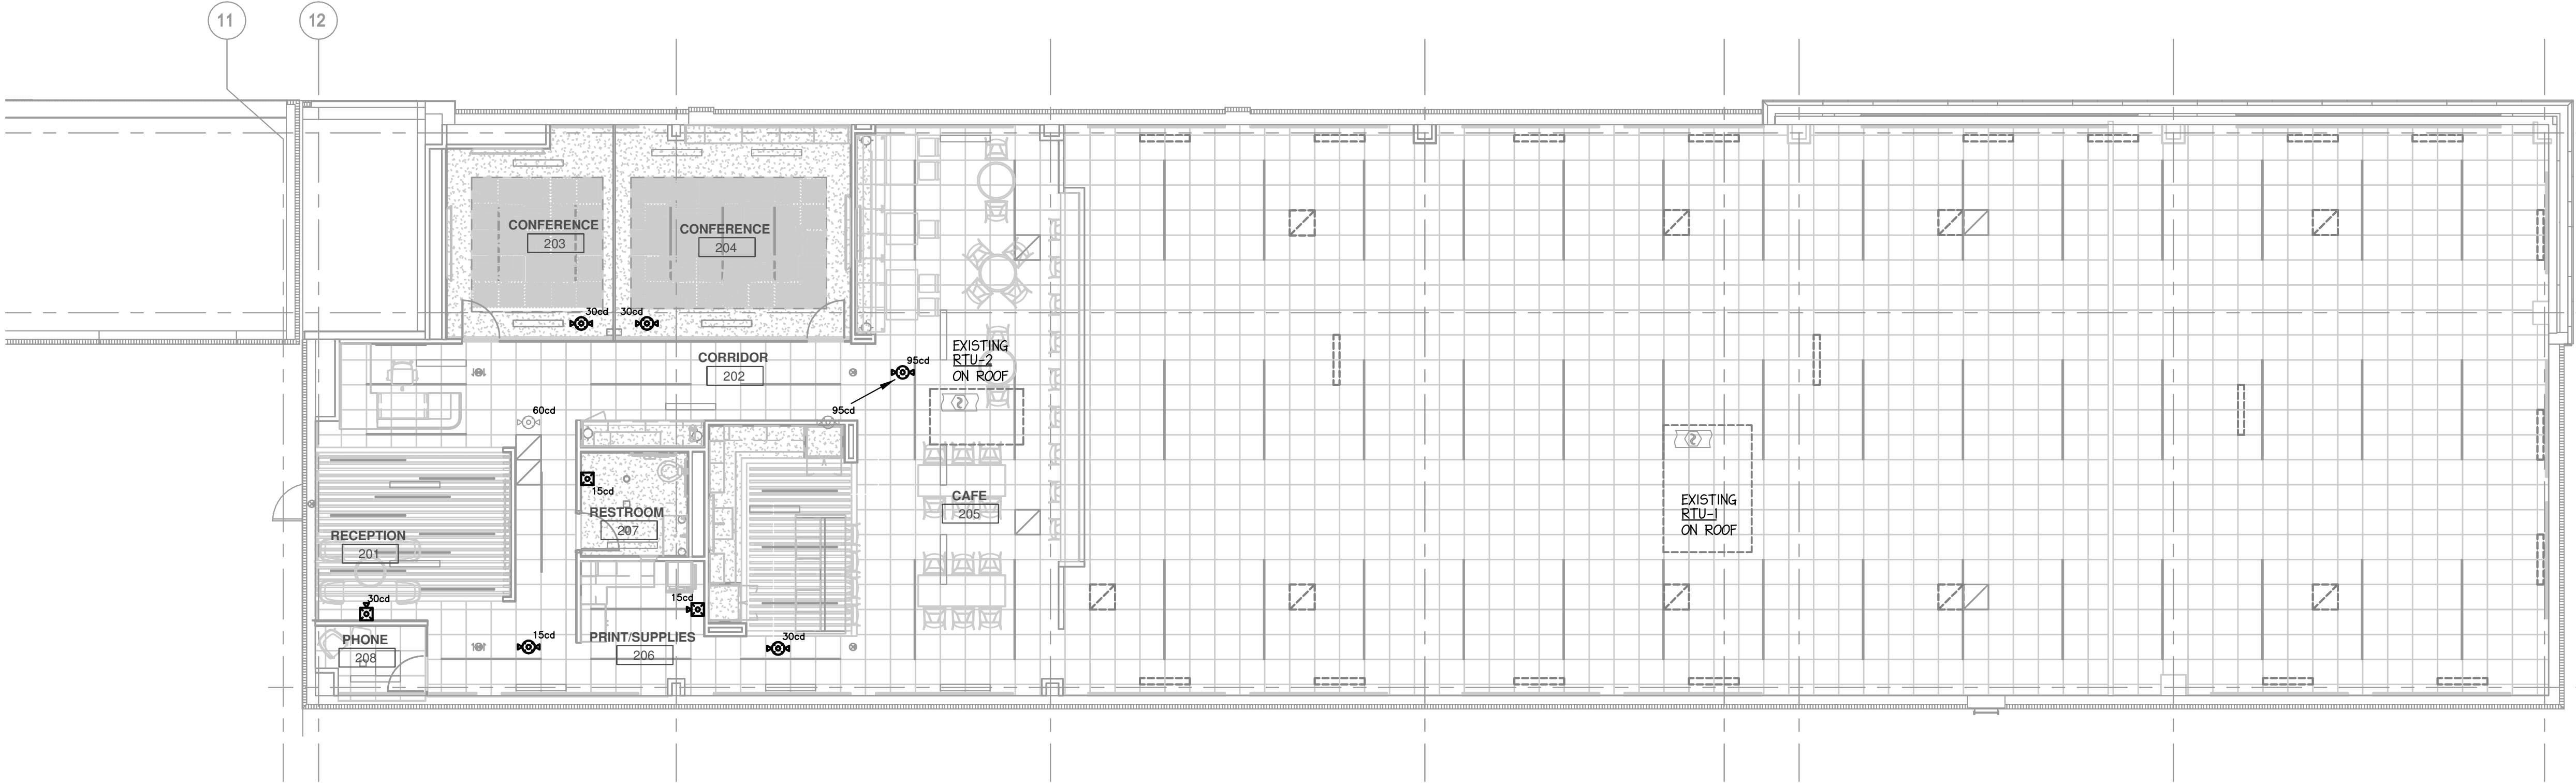 11
12
CONFERENCE
203
CONFERENCE
204
30cd
30cd
CORRIDOR
202
95cd
EXISTING
RTU-2
ON ROOF
60cd
95cd
15cd
RESTROOM
207
CAFE
205
EXISTING
RTU-1
ON ROOF
RECEPTION
201
30cd
15cd
PHONE
208
15cd
PRINT/SUPPLIES
206
30cd